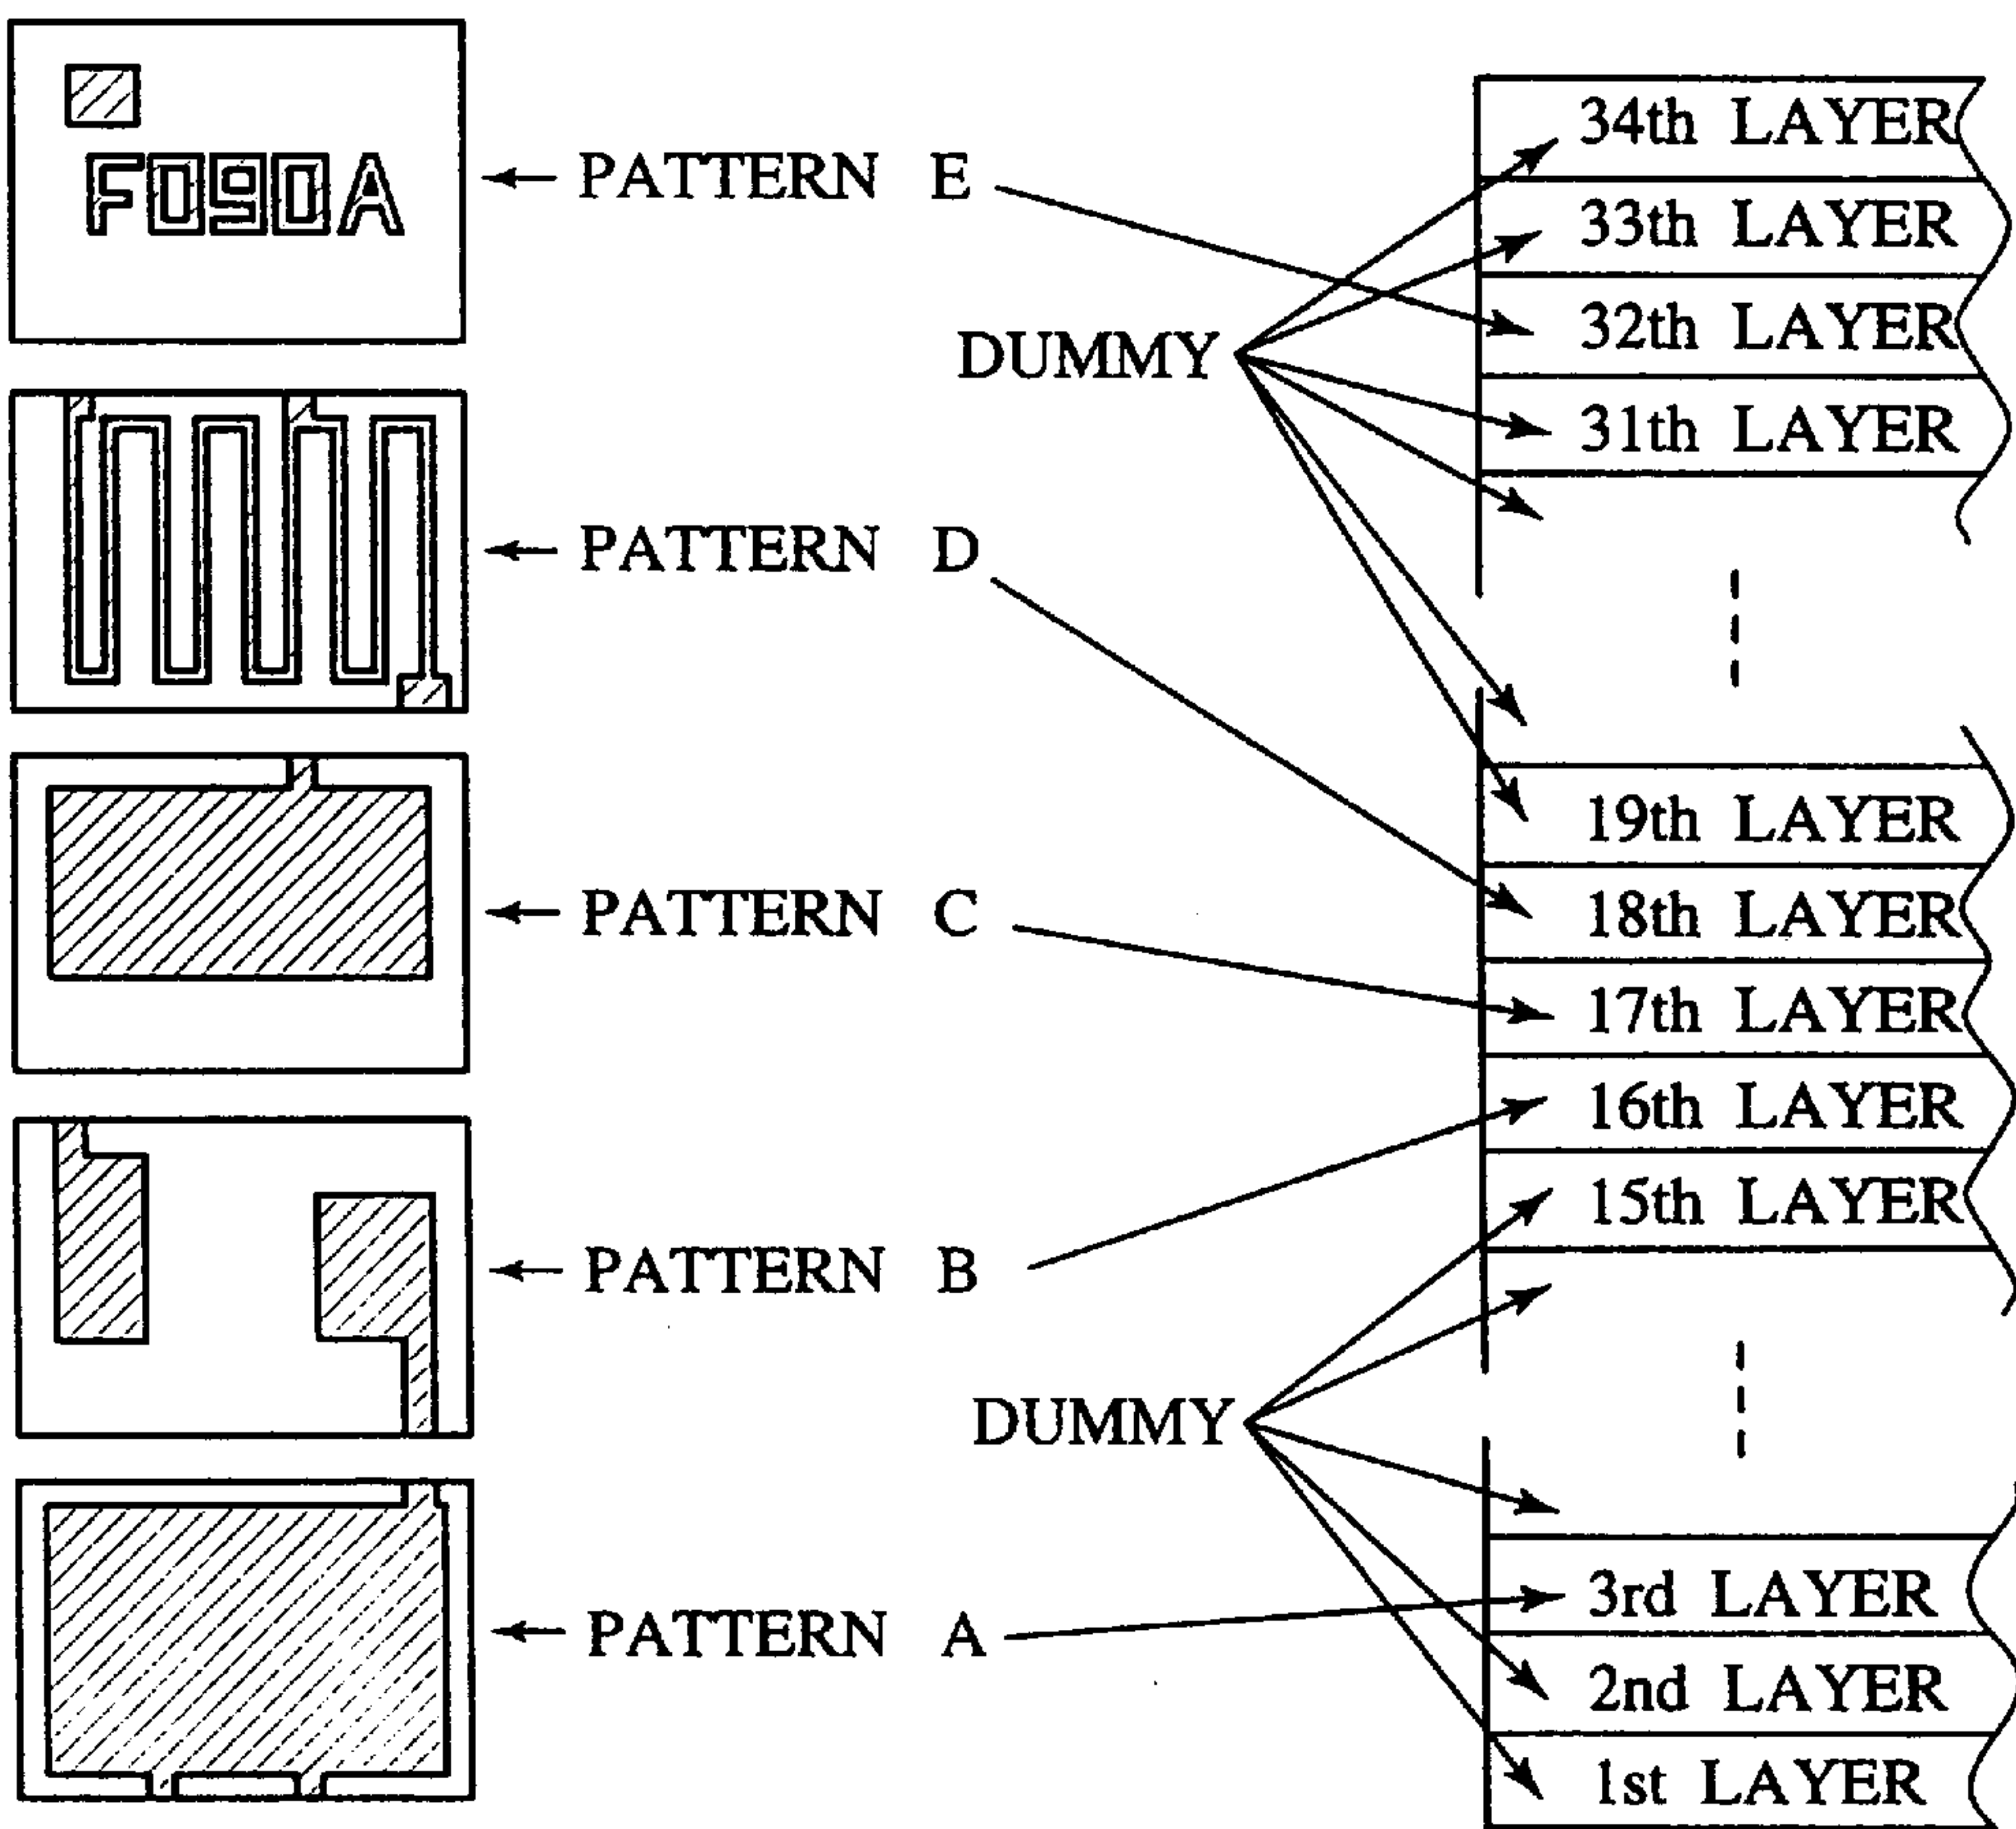 F090A
PATTERN E
PATTERN D
PATTERN C
PATTERN B
PATTERN A
DUMMY
DUMMY
34th LAYER
33th LAYER
32th LAYER
31th LAYER
19th LAYER
18th LAYER
17th LAYER
16th LAYER
15th LAYER
3rd LAYER
2nd LAYER
1st LAYER